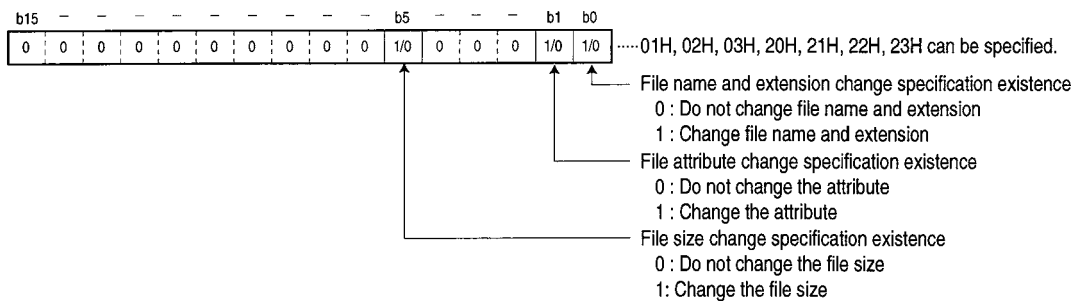 b15 – – – – – – – – – b5 – – – b1 b0
0 0 0 0 0 0 0 0 0 0 1/0 0 0 0 1/0 1/0 ·····01H, 02H, 03H, 20H, 21H, 22H, 23H can be specified.
File name and extension change specification existence
0 : Do not change file name and extension
1 : Change file name and extension
File attribute change specification existence
0 : Do not change the attribute
1 : Change the attribute
File size change specification existence
0 : Do not change the file size
1: Change the file size